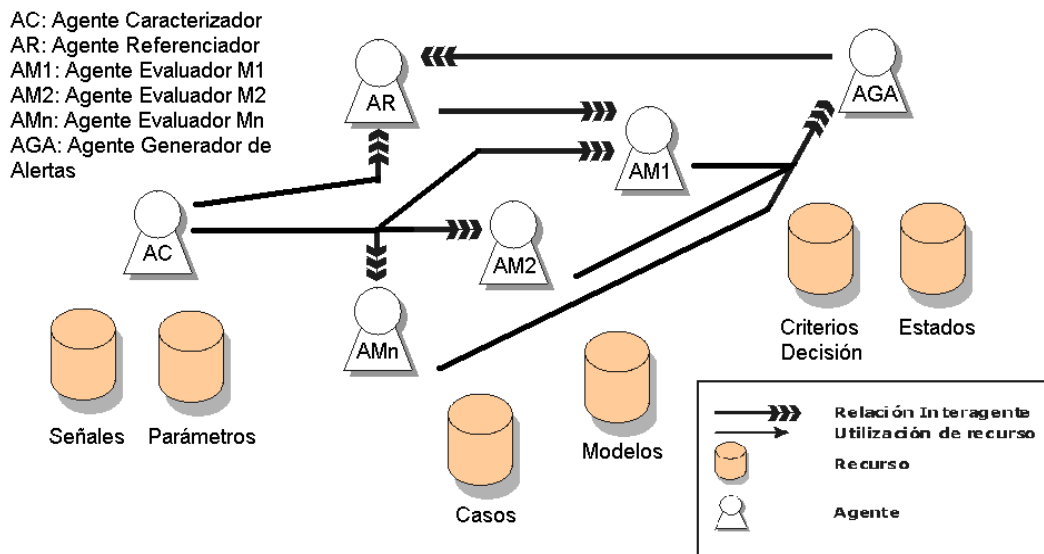 AC: Agente Caracterizador
AR: Agente Referenciador
AM1: Agente Evaluador M1
AM2: Agente Evaluador M2
AMn: Agente Evaluador Mn
AGA: Agente Generador de
Alertas
AR
AGA
AM1
AC
AM2
AMn
Criterios
Decisión
Estados
Señales
Parámetros
Modelos
Casos
Relación Interagente
Utilización de recurso
Recurso
Agente